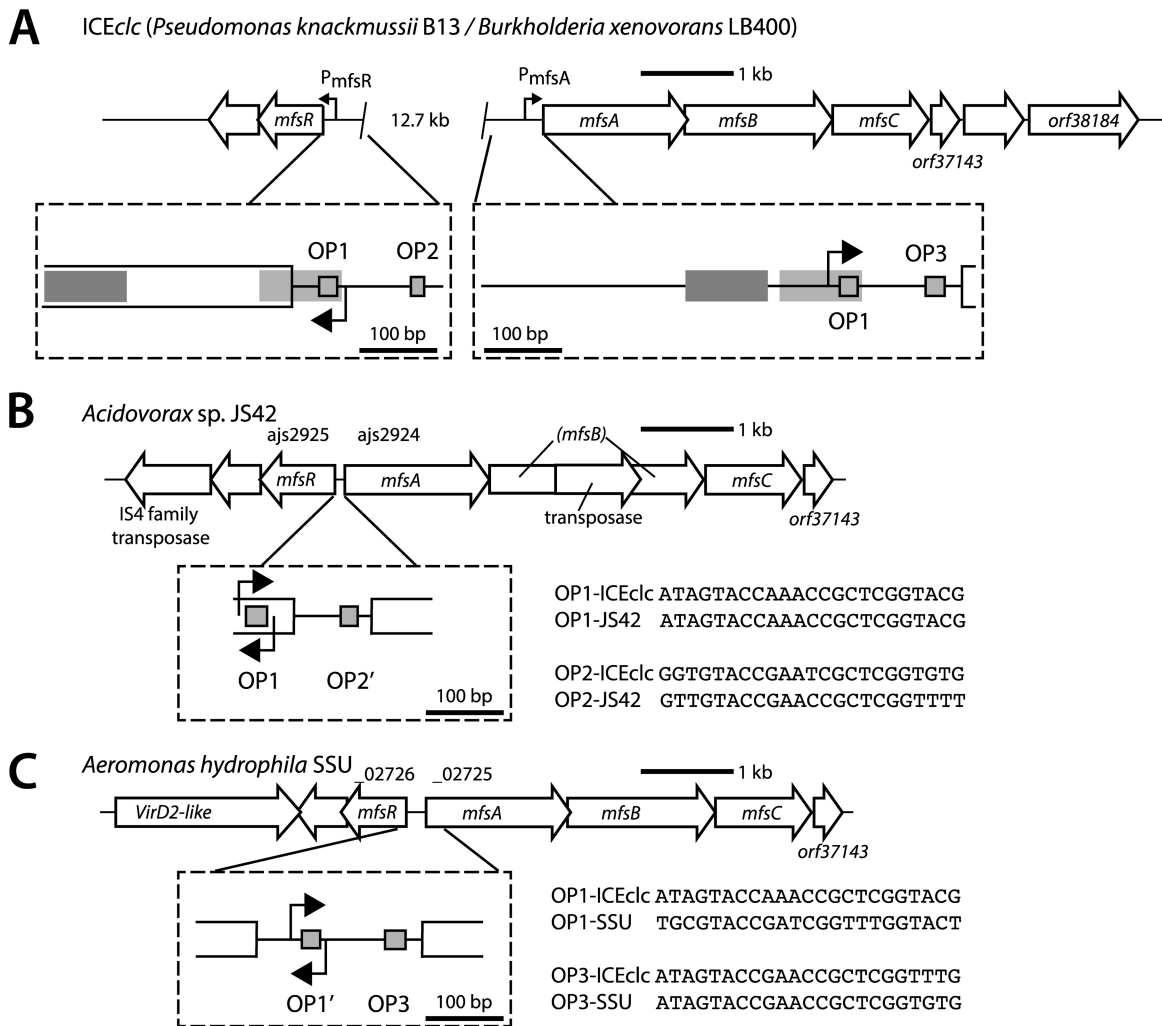 A ICEclc (Pseudomonas knackmussii B13 / Burkholderia xenovorans LB400)
PmfsR PmfsA 1 kb
mfsR 12.7 kb mfsA mfsB mfsC orf38184
orf37143
OP1 OP2 OP3
OP1
100 bp 100 bp
B Acidovorax sp. JS42
ajs2925 ajs2924 (mfsB) 1 kb
mfsR mfsA mfsC
IS4 family transposase orf37143
transposase
OP1-ICEclc ATAGTACCAAACCGCTCGGTACG
OP1-JS42 ATAGTACCAAACCGCTCGGTACG
OP1 OP2’
OP2-ICEclc GGTGTACCGAATCGCTCGGTGTG
OP2-JS42 GTTGTACCGAACCGCTCGGTTTT
100 bp
C Aeromonas hydrophila SSU
_02726 _02725 1 kb
VirD2-like mfsR mfsA mfsB mfsC
orf37143
OP1-ICEclc ATAGTACCAAACCGCTCGGTACG
OP1-SSU TGCGTACCGATCGGTTTGGTACT
OP3-ICEclc ATAGTACCGAACCGCTCGGTTTG
OP1’ OP3 100 bp
OP3-SSU ATAGTACCGAACCGCTCGGTGTG